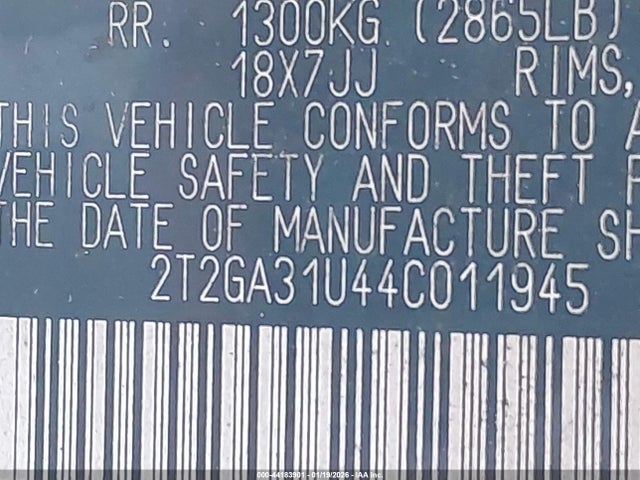 RR. 1300KG (2865LB)
18X7JJ RIMS,
THIS VEHICLE CONFORMS TO A
VEHICLE SAFETY AND THEFT P
THE DATE OF MANUFACTURE SH
2T2GA31U44C011945
000-44183901 - 01/19/2026 - IAA Inc.